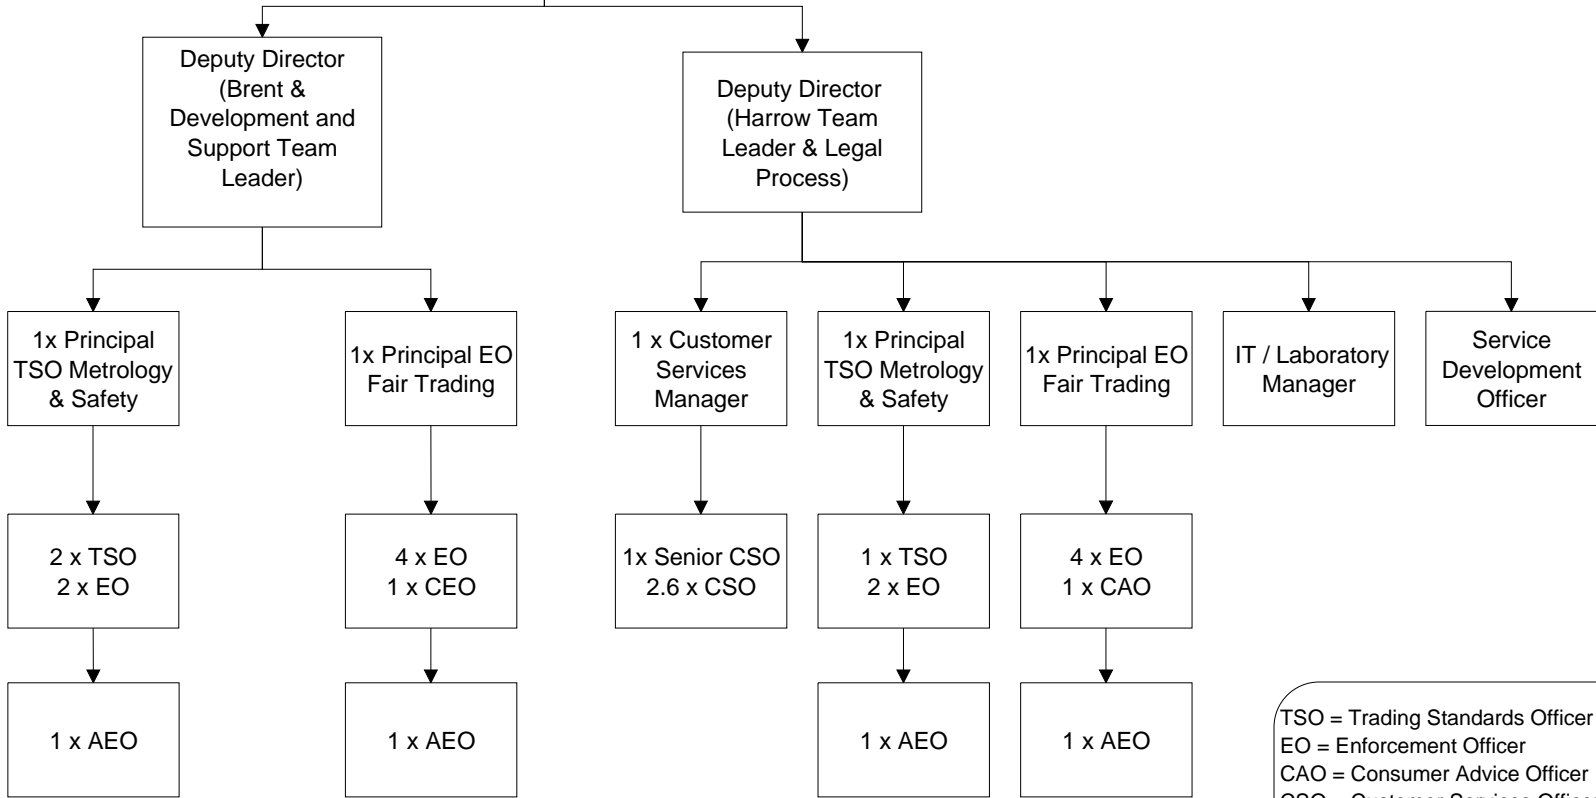 Deputy Director
(Brent &
Development and
Support Team
Leader)
Deputy Director
(Harrow Team
Leader & Legal
Process)
1x Principal
TSO Metrology
& Safety
1x Principal EO
Fair Trading
1 x Customer
Services
Manager
1x Principal
TSO Metrology
& Safety
1x Principal EO
Fair Trading
IT / Laboratory
Manager
Service
Development
Officer
2 x TSO
2 x EO
4 x EO
1 x CEO
1x Senior CSO
2.6 x CSO
1 x TSO
2 x EO
4 x EO
1 x CAO
1 x AEO
1 x AEO
1 x AEO
1 x AEO
TSO = Trading Standards Officer
EO = Enforcement Officer
CAO = Consumer Advice Officer
CSO = Customer Services Officer